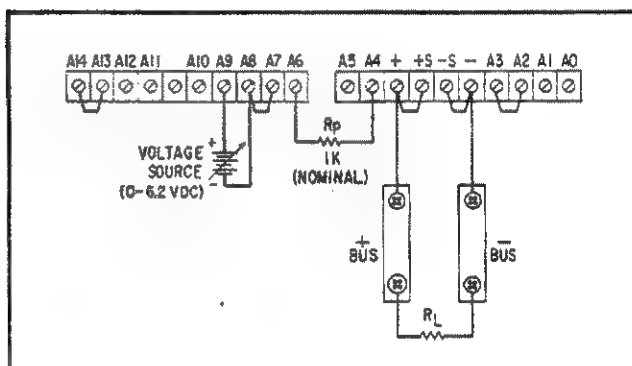 A14 A13 A12 A11 A10 A9 A8 A7 A6 A5 A4 + +S -S - A3 A2 A1 A0
+
VOLTAGE
SOURCE
(0-6.2 VDC)
-
Rp
1K
(NOMINAL)
+
BUS
-
BUS
RL